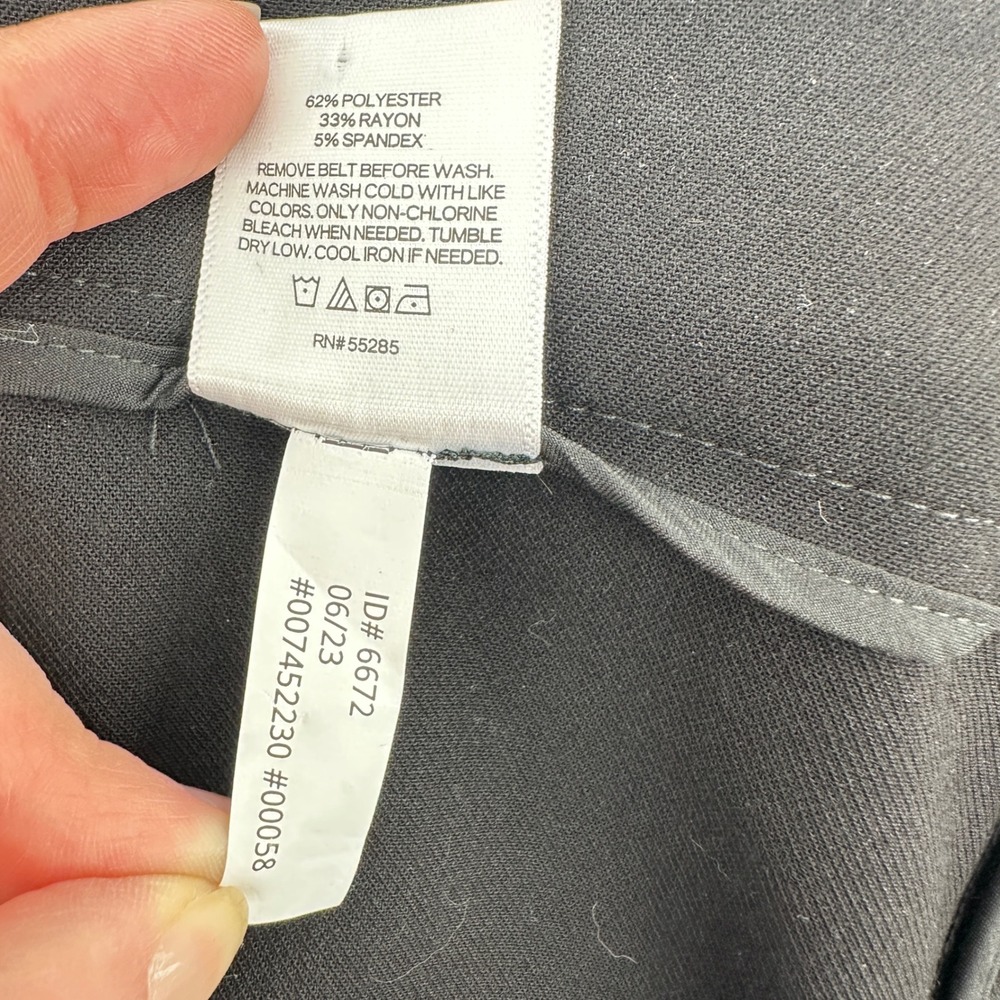 62% POLYESTER
33% RAYON
5% SPANDEX
REMOVE BELT BEFORE WASH.
MACHINE WASH COLD WITH LIKE
COLORS. ONLY NON-CHLORINE
BLEACH WHEN NEEDED. TUMBLE
DRY LOW. COOL IRON IF NEEDED.
RN# 55285
ID# 6672
06/23
#007452230 #00058